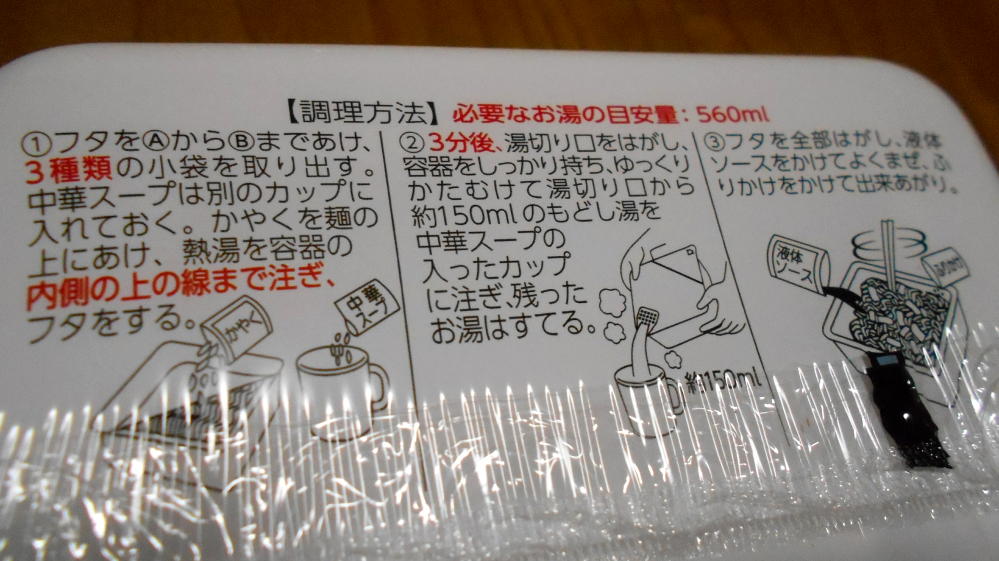 【調理方法】 必要なお湯の目安量：560ml
①フタをⒶからⒷまであけ、
3種類の小袋を取り出す。
中華スープは別のカップに
入れておく。かやくを麺の
上にあけ、熱湯を容器の
内側の上の線まで注ぎ、
フタをする。
かやく
中華
スープ
②3分後、湯切り口をはがし、
容器をしっかり持ち、ゆっくり
かたむけて湯切り口から
約150mlのもどし湯を
中華スープの
入ったカップ
に注ぎ、残った
お湯はすてる。
約150ml
③フタを全部はがし、液体
ソースをかけてよくまぜ、ふ
りかけをかけて出来あがり。
液体
ソース
ふりかけ